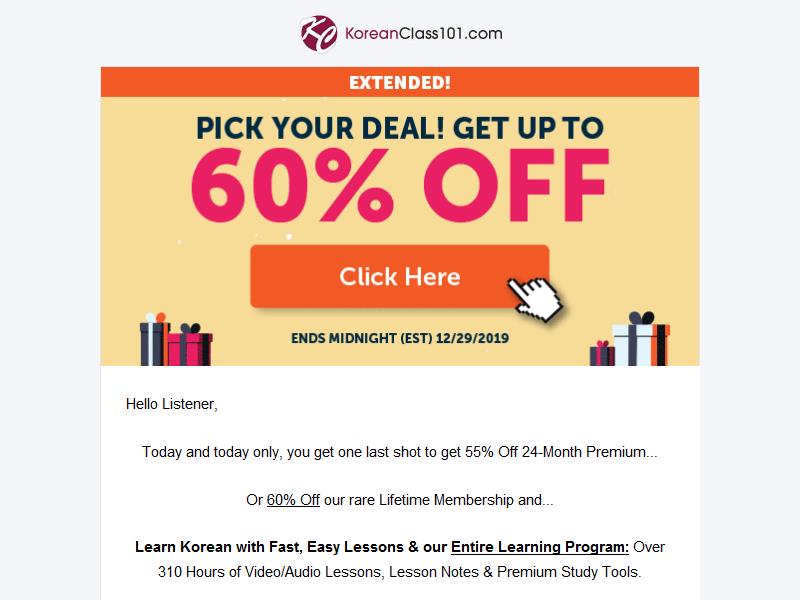 KoreanClass101.com
EXTENDED!
PICK YOUR DEAL! GET UP TO
60% OFF
Click Here
ENDS MIDNIGHT (EST) 12/29/2019
Hello Listener,
Today and today only, you get one last shot to get 55% Off 24-Month Premium...
Or 60% Off our rare Lifetime Membership and...
Learn Korean with Fast, Easy Lessons & our Entire Learning Program: Over
310 Hours of Video/Audio Lessons, Lesson Notes & Premium Study Tools.